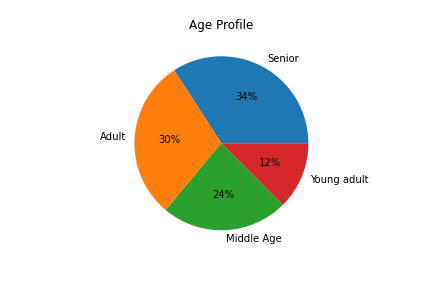 Age Profile
Senior
34%
Adult
30%
12%
Young adult
24%
Middle Age